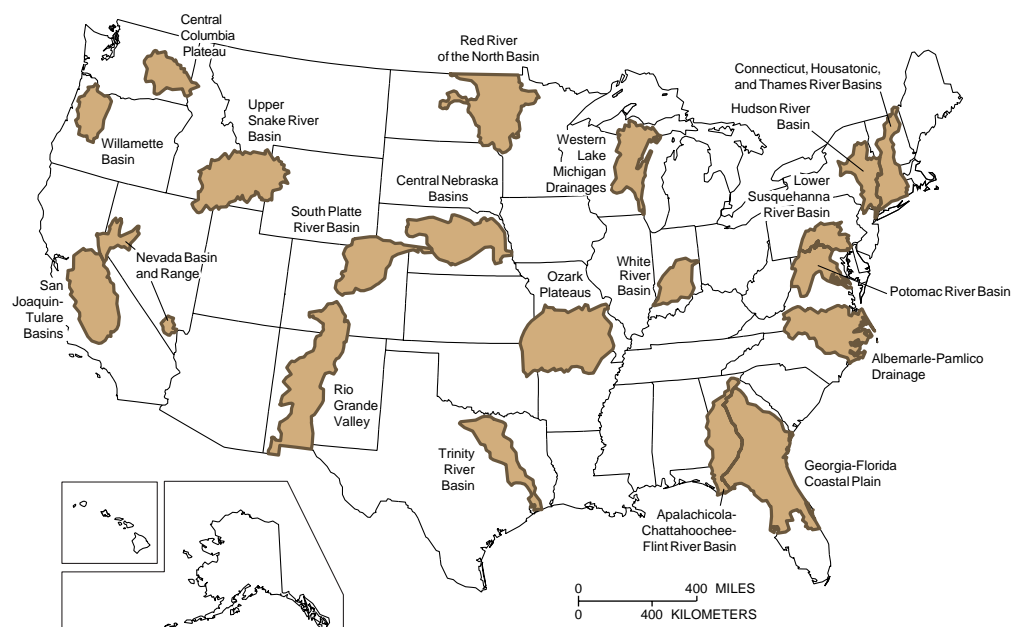 Central
Columbia
Plateau
Red River
of the North Basin
Connecticut, Housatonic,
and Thames River Basins
Hudson River
Basin
Upper
Snake River
Basin
Willamette
Basin
Western
Lake
Michigan
Drainages
Central Nebraska
Basins
Lower
Susquehanna
River Basin
South Platte
River Basin
Nevada Basin
and Range
White
River
Basin
Ozark
Plateaus
San
Joaquin-
Tulare
Basins
Potomac River Basin
Albemarle-Pamlico
Drainage
Rio
Grande
Valley
Trinity
River
Basin
Georgia-Florida
Coastal Plain
Apalachicola-
Chattahoochee-
Flint River Basin
0 400 MILES
0 400 KILOMETERS